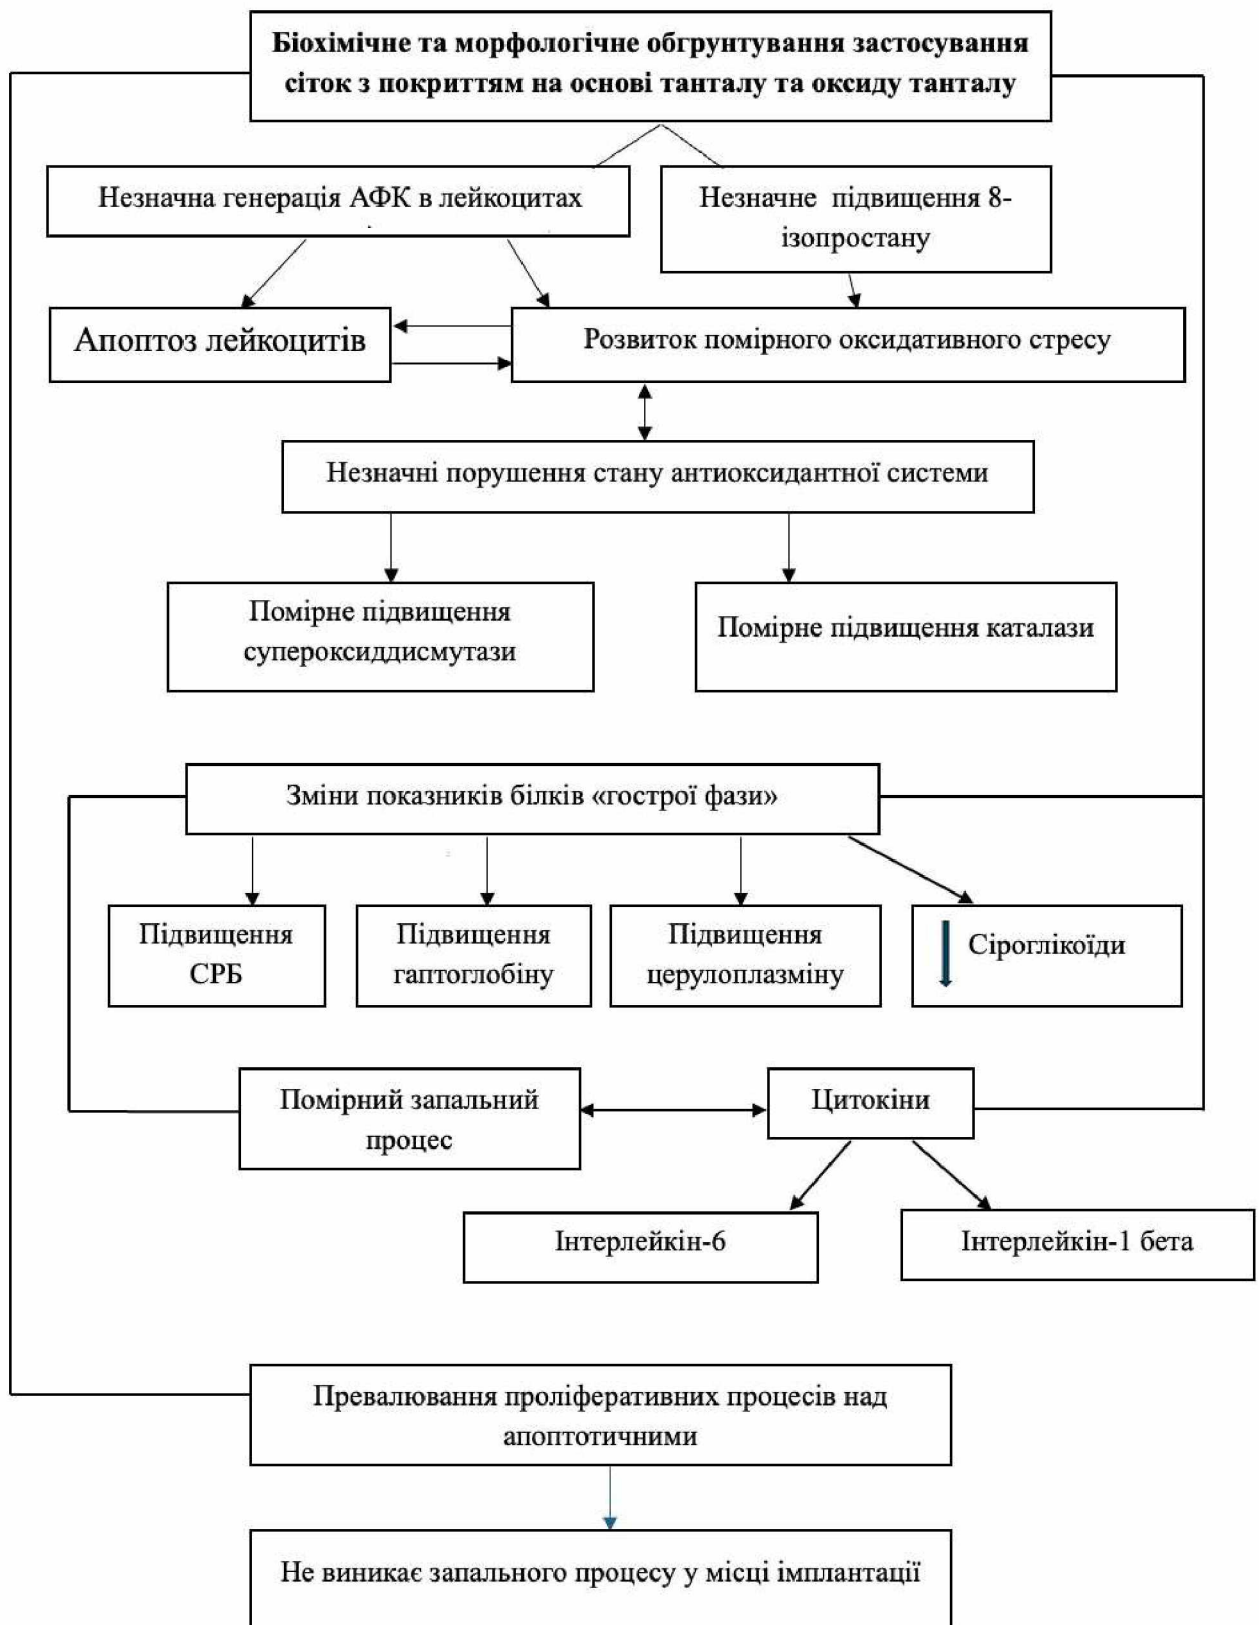 Біохімічне та морфологічне обгрунтування застосування
сіток з покриттям на основі танталу та оксиду танталу
Незначна генерація АФК в лейкоцитах
Незначне підвищення 8-
ізопростану
Апоптоз лейкоцитів
Розвиток помірного оксидативного стресу
Незначні порушення стану антиоксидантної системи
Помірне підвищення
супероксиддисмутази
Помірне підвищення каталази
Зміни показників білків «гострої фази»
Підвищення
СРБ
Підвищення
гаптоглобіну
Підвищення
церулоплазміну
Сіроглікоїди
Помірний запальний
процес
Цитокіни
Інтерлейкін-6
Інтерлейкін-1 бета
Превалювання проліферативних процесів над
апоптотичними
Не виникає запального процесу у місці імплантації